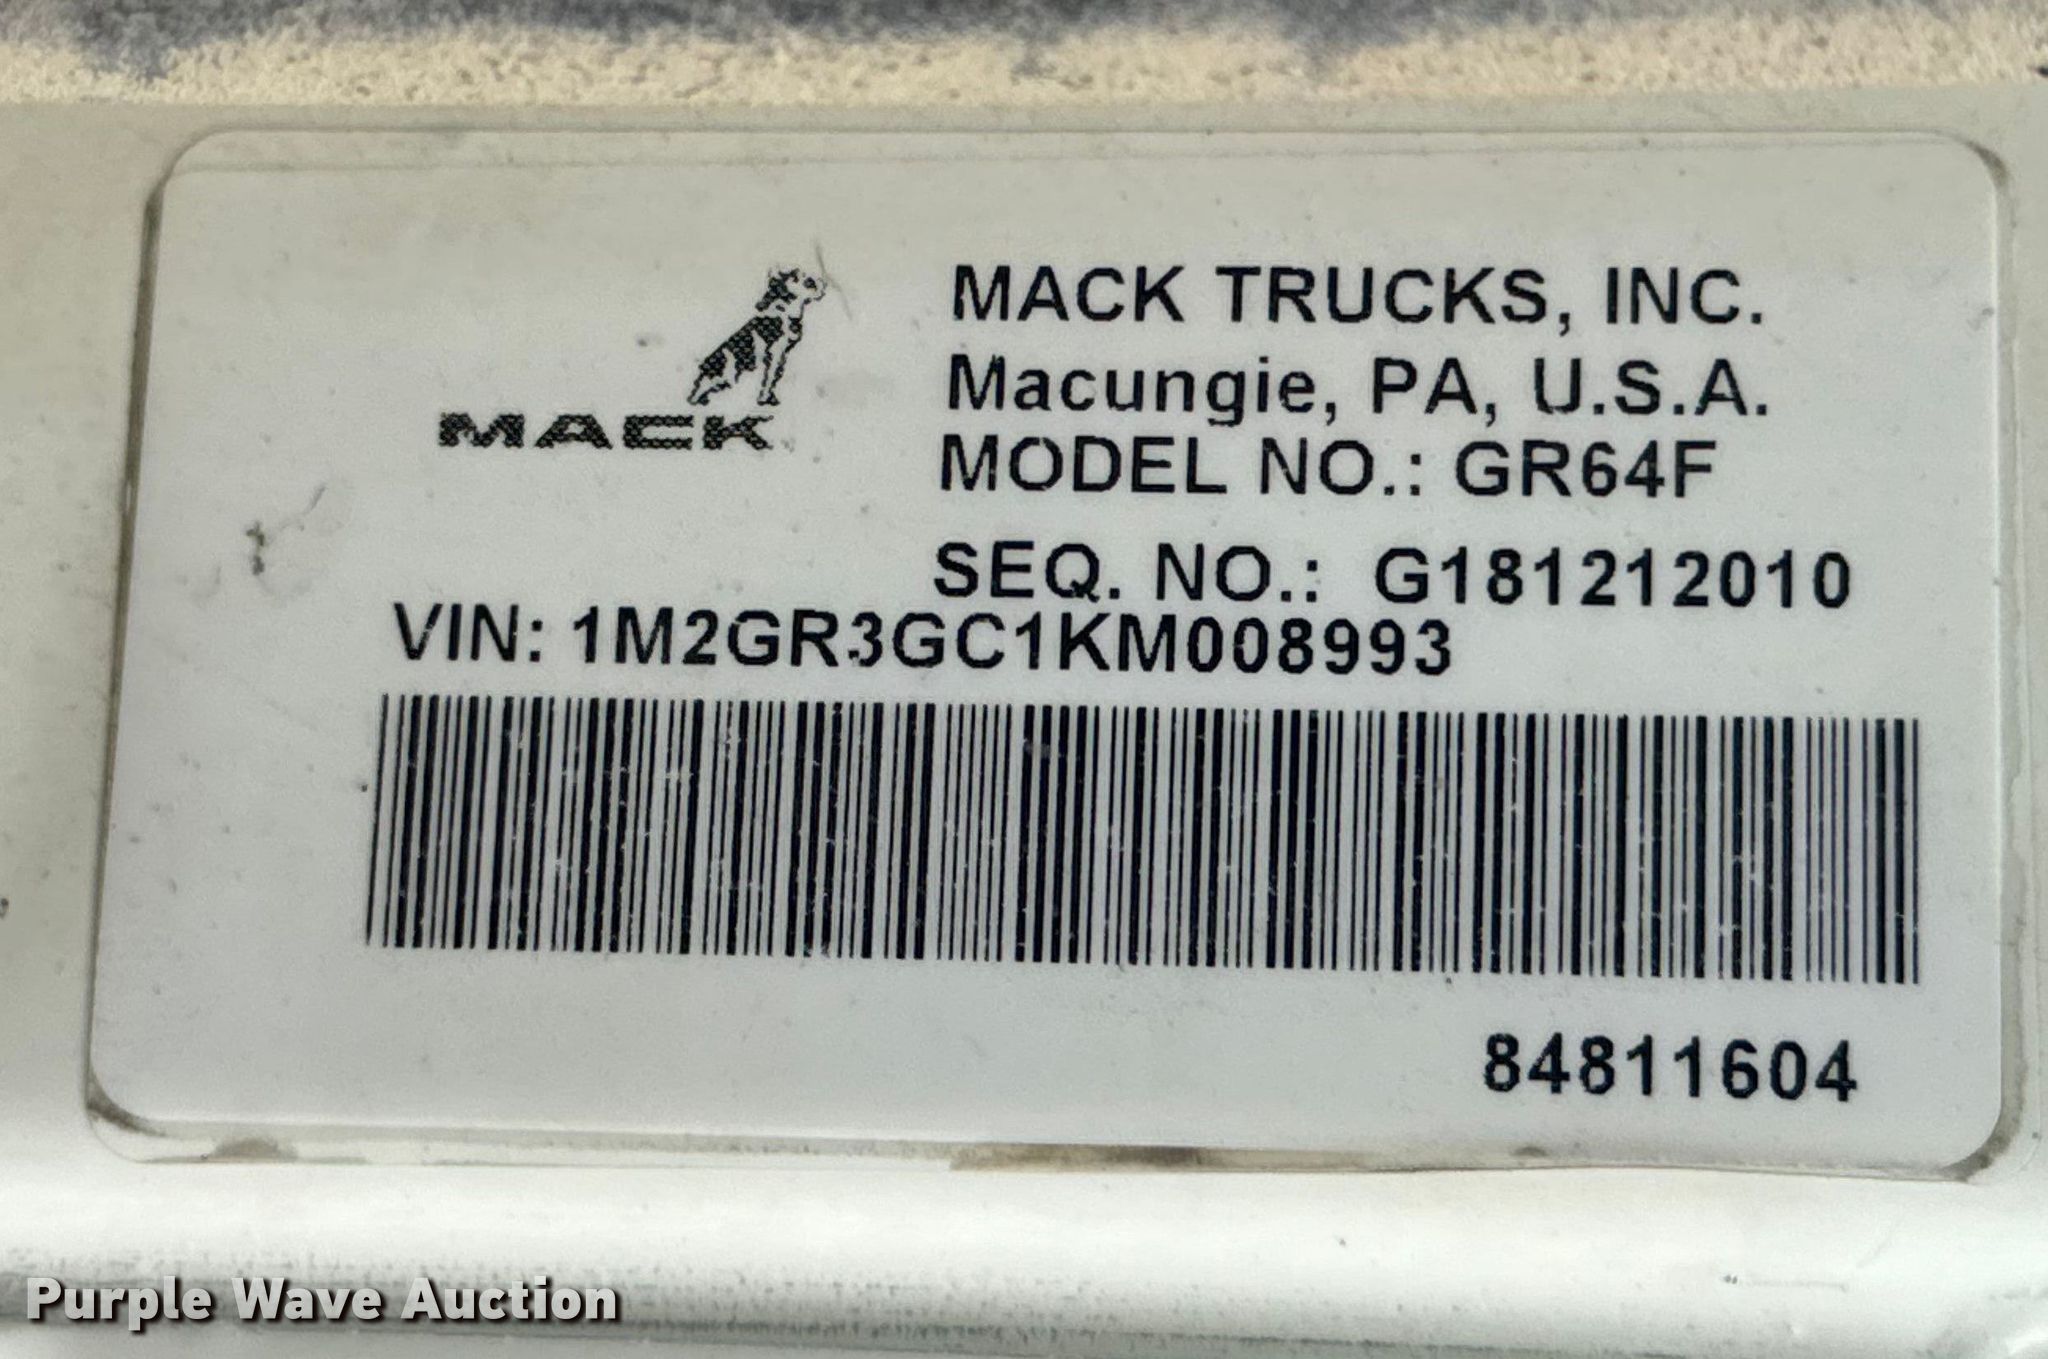 MACK
MACK TRUCKS, INC.
Macungie, PA, U.S.A.
MODEL NO.: GR64F
SEQ. NO.: G181212010
VIN: 1M2GR3GC1KM008993
84811604
Purple Wave Auction